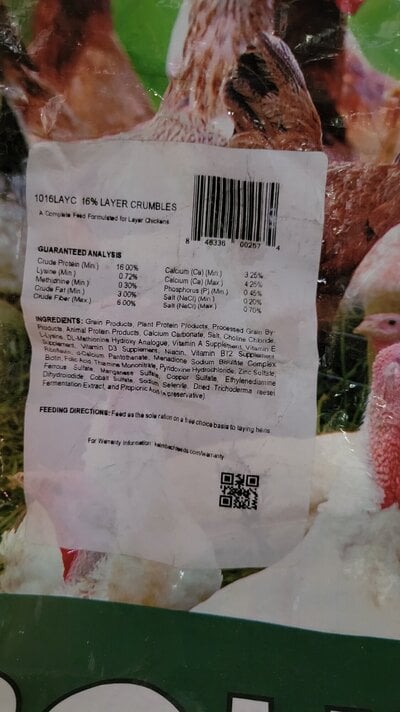 1016LAYC 16% LAYER CRUMBLES
A Complete Feed Formulated for Layer Chickens
8 48336 00257 4
GUARANTEED ANALYSIS
Crude Protein (Min.) 16.00%
Lysine (Min.) 0.72%
Methionine (Min.) 0.30%
Crude Fat (Min.) 3.00%
Crude Fiber (Max.) 6.00%
Calcium (Ca) (Min.) 3.25%
Calcium (Ca) (Max.) 4.25%
Phosphorus (P) (Min.) 0.45%
Salt (NaCl) (Min.) 0.20%
Salt (NaCl) (Max.) 0.70%
INGREDIENTS: Grain Products, Plant Protein Products, Processed Grain By-
Products, Animal Protein Products, Calcium Carbonate, Salt, Choline Chloride,
L-Lysine, DL-Methionine Hydroxy Analogue, Vitamin A Supplement, Vitamin E
Supplement, Vitamin D3 Supplement, Niacin, Vitamin B12 Supplement,
Riboflavin, d-Calcium Pantothenate, Menadione Sodium Bisulfite Complex,
Biotin, Folic Acid, Thiamine Mononitrate, Pyridoxine Hydrochloride, Zinc Sulfate,
Ferrous Sulfate, Manganese Sulfate, Copper Sulfate, Ethylenediamine
Dihydroiodide, Cobalt Sulfate, Sodium Selenite, Dried Trichoderma reesei
Fermentation Extract, and Propionic Acid (a preservative).
FEEDING DIRECTIONS: Feed as the sole ration on a free choice basis to laying hens.
For Warranty Information: